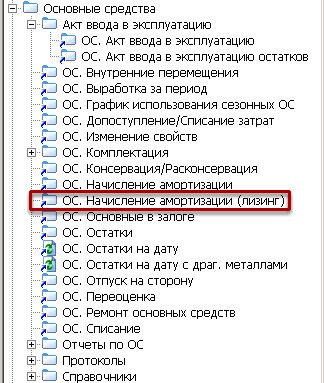 Основные средства
Акт ввода в эксплуатацию
ОС. Акт ввода в эксплуатацию
ОС. Акт ввода в эксплуатацию остатков
ОС. Внутренние перемещения
ОС. Выработка за период
ОС. График использования сезонных ОС
ОС. Допоступление/Списание затрат
ОС. Изменение свойств
ОС. Комплектация
ОС. Консервация/Расконсервация
ОС. Начисление амортизации
ОС. Начисление амортизации (лизинг)
ОС. Основные в залоге
ОС. Остатки
ОС. Остатки на дату
ОС. Остатки на дату с драг. металлами
ОС. Отпуск на сторону
ОС. Переоценка
ОС. Ремонт основных средств
ОС. Списание
Отчеты по ОС
Протоколы
Справочники